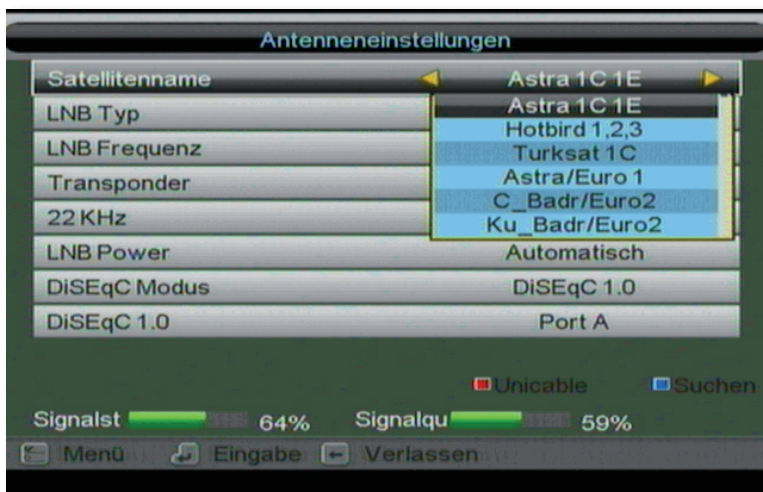 Antenneneinstellungen
Satellitenname Astra 1C 1E
LNB Typ Astra 1C 1E
Hotbird 1,2,3
LNB Frequenz Turksat 1C
Transponder Astra/Euro 1
C_Badr/Euro2
22 KHz Ku_Badr/Euro2
LNB Power Automatisch
DiSEqC Modus DiSEqC 1.0
DiSEqC 1.0 Port A
Unicable Suchen
Signalst 64% Signalqu 59%
Menü Eingabe Verlassen